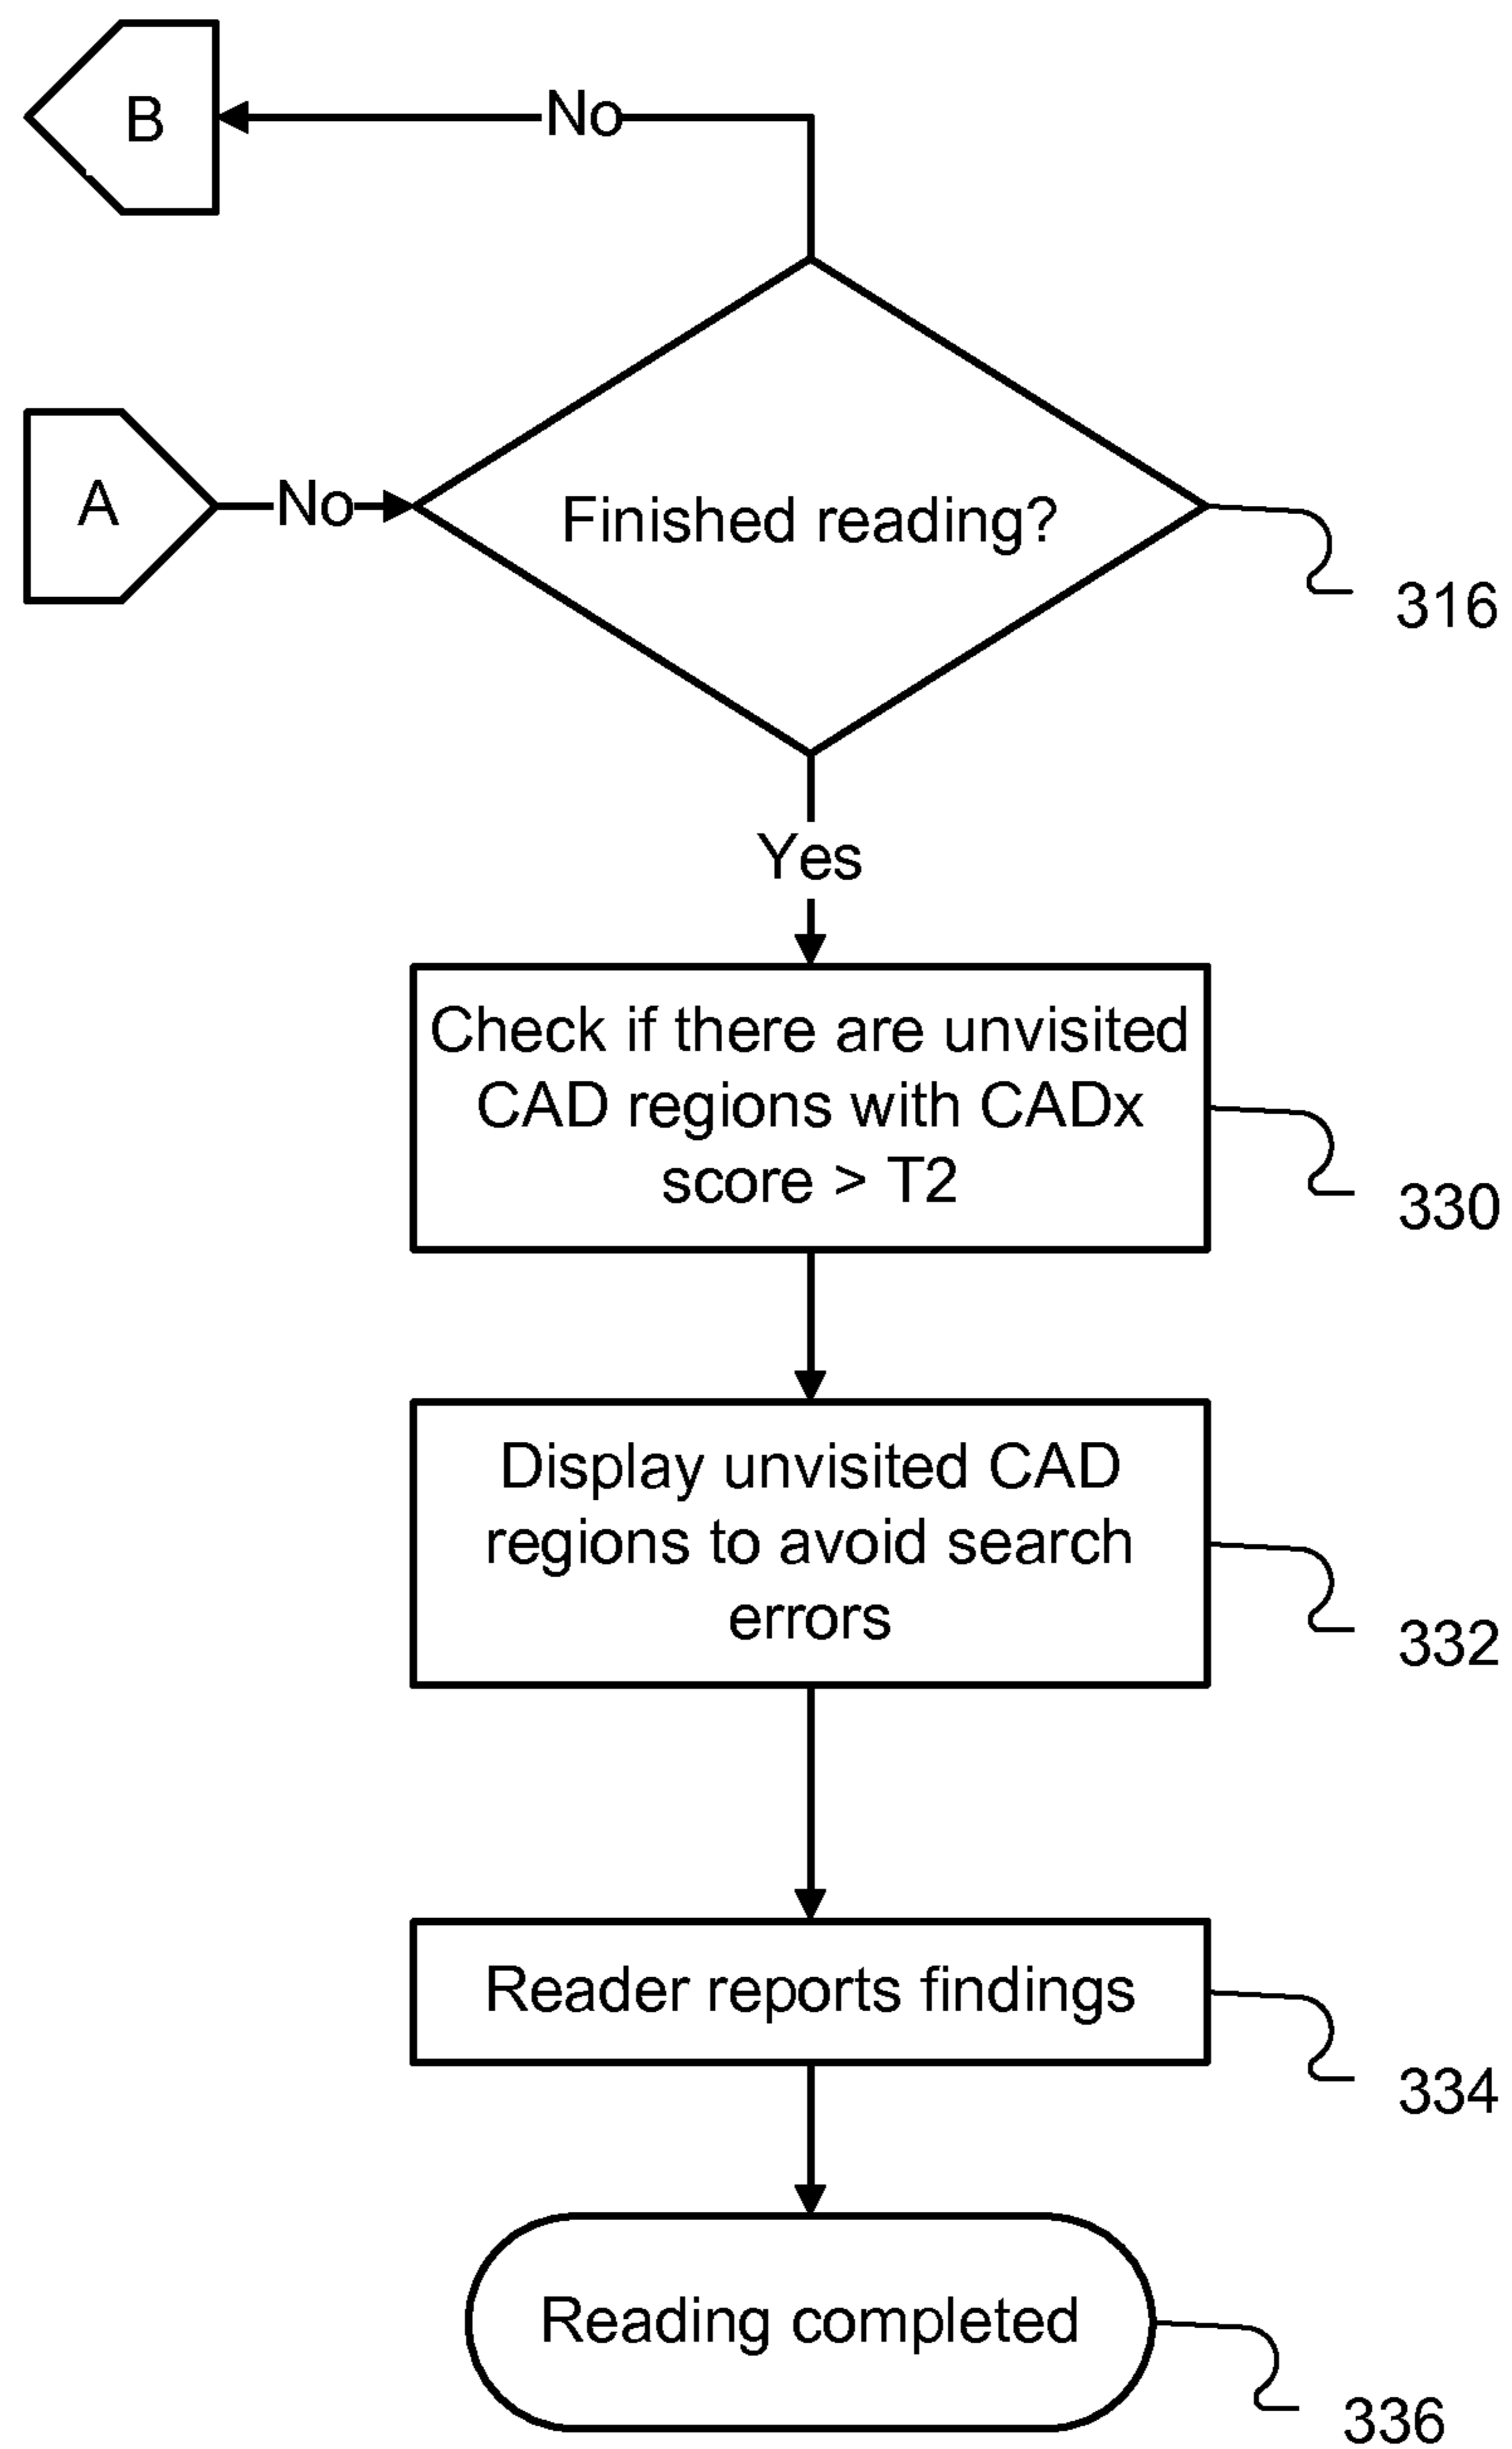 B
No
A
No
Finished reading?
316
Yes
Check if there are unvisited
CAD regions with CADx
score > T2
330
Display unvisited CAD
regions to avoid search
errors
332
Reader reports findings
334
Reading completed
336